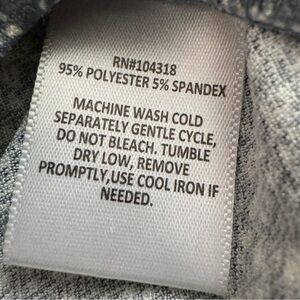 RN#104318
95% POLYESTER 5% SPANDEX
MACHINE WASH COLD
SEPARATELY GENTLE CYCLE,
DO NOT BLEACH. TUMBLE
DRY LOW, REMOVE
PROMPTLY,USE COOL IRON IF
NEEDED.